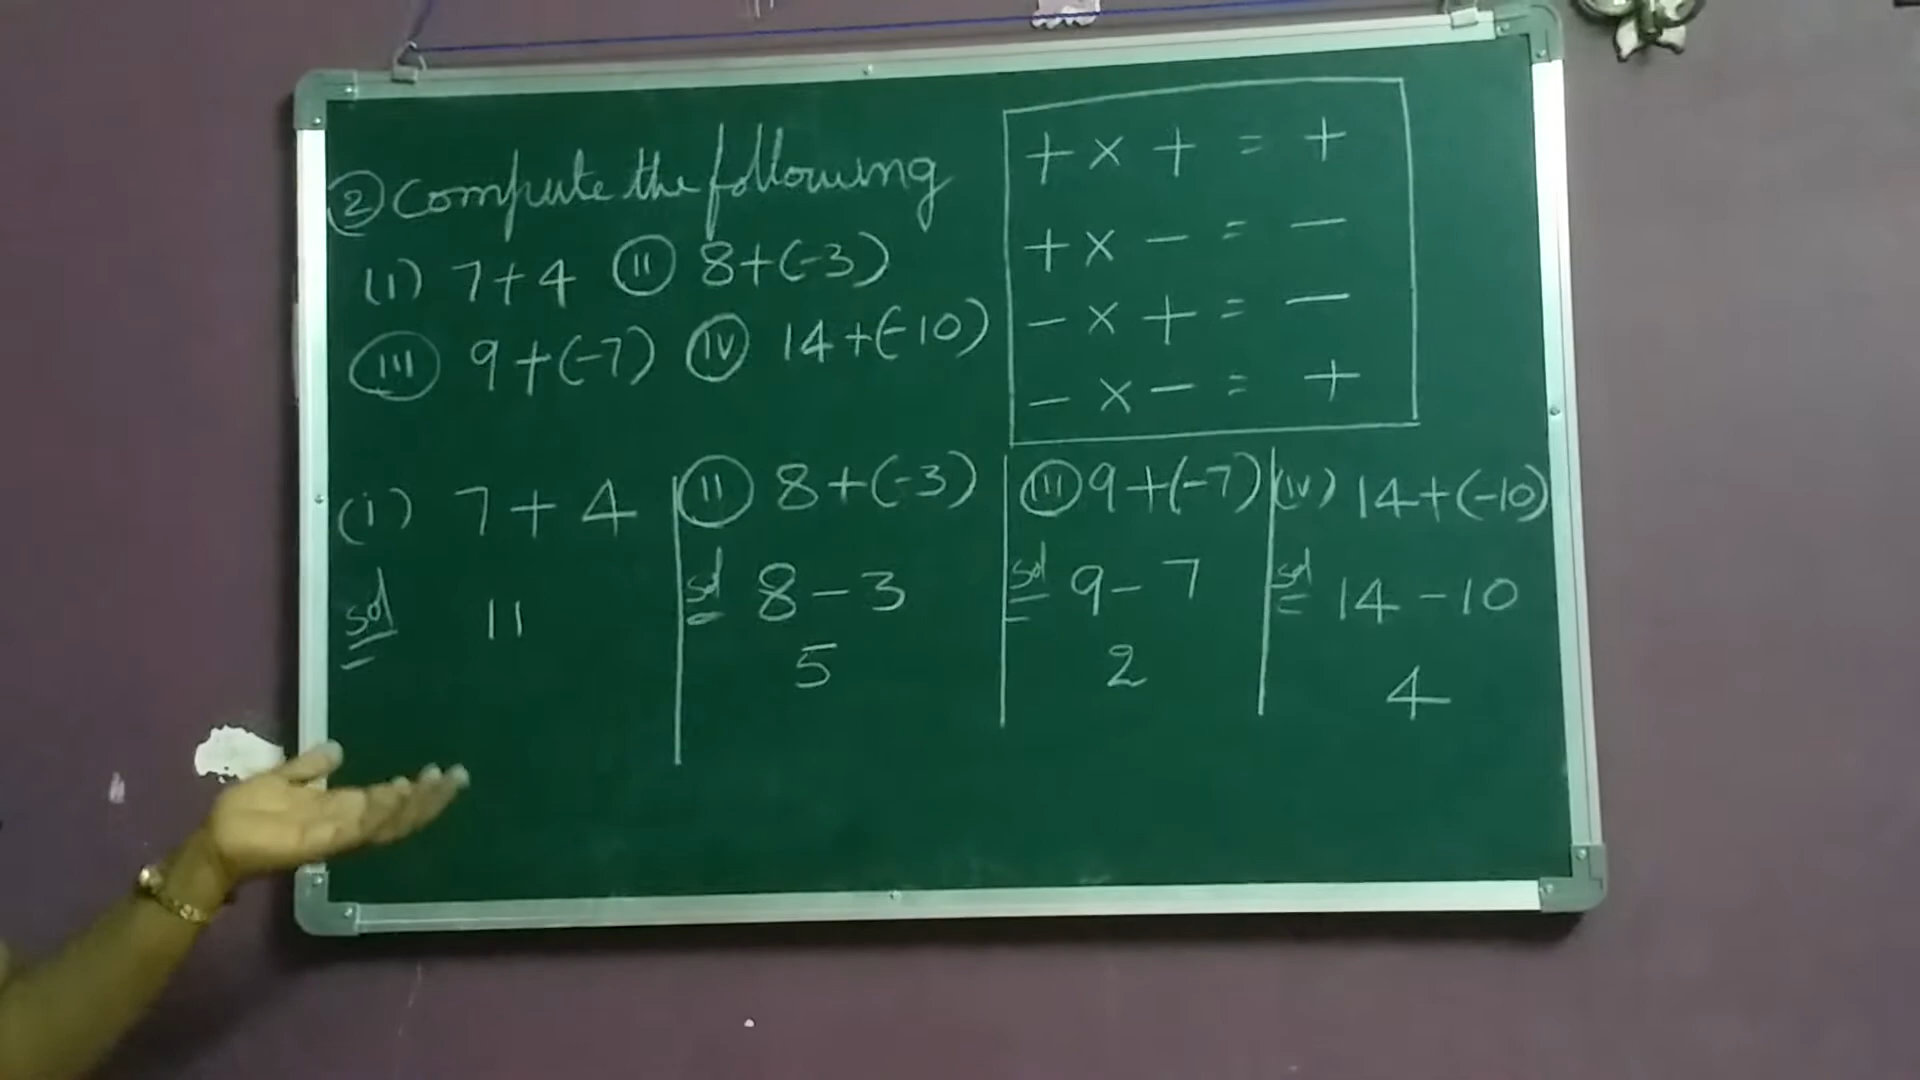 ② Compute the following
(i) 7+4 (ii) 8+(-3)
(iii) 9+(-7) (iv) 14+(-10)
+ × + = +
+ × - = -
- × + = -
- × - = +
(i) 7+4
sol 11
(ii) 8+(-3)
sol 8-3
5
(iii) 9+(-7)
sol 9-7
2
(iv) 14+(-10)
sol 14-10
4